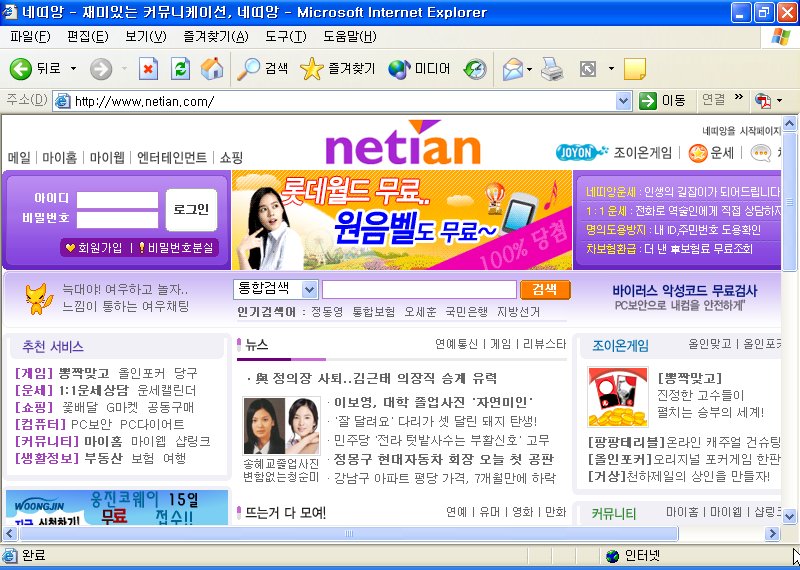 네띠앙 - 재미있는 커뮤니케이션, 네띠앙 - Microsoft Internet Explorer
파일(F) 편집(E) 보기(V) 즐겨찾기(A) 도구(T) 도움말(H)
뒤로 검색 즐겨찾기 미디어
주소(D) http://www.netian.com/ 이동 연결 »
네띠앙을 시작페이지
메일 | 마이홈 | 마이웹 | 엔터테인먼트 | 쇼핑
netian
JOYON 조이온게임 | 운세 |
아이디
비밀번호
로그인
회원가입 | 비밀번호분실
롯데월드 무료..
원음벨도 무료~
100% 당첨
네띠앙운세 : 인생의 길잡이가 되어드립니다
1:1 운세 : 전화로 역술인에게 직접 상담하자
명의도용방지 : 내 ID,주민번호 도용확인
차보험환급 : 더 낸 車보험료 무료조회
늑대야! 여우하고 놀자..
느낌이 통하는 여우채팅
통합검색 검색
인기검색어 : 정동영 통합보험 오세훈 국민은행 지방선거
바이러스 악성코드 무료검사
PC보안으로 내컴을 안전하게"
추천 서비스
[게임] 뽕짝맞고 올인포커 당구
[운세] 1:1운세상담 운세캘린더
[쇼핑] 꽃배달 G마켓 공동구매
[컴퓨터] PC보안 PC다이어트
[커뮤니티] 마이홈 마이웹 샵링크
[생활정보] 부동산 보험 여행
WOONGJIN
웅진코웨이 15일
지금 신청하기! 무료 접수!!
뉴스 연예통신 | 게임 | 리뷰스타
· 與 정의장 사퇴..김근태 의장직 승계 유력
· 이보영, 대학 졸업사진 '자연미인'
· '잘 달려요' 다리가 셋 달린 돼지 탄생!
· 민주당 '전라 텃밭사수는 부활신호' 고무
· 정몽구 현대자동차 회장 오늘 첫 공판
· 강남구 아파트 평당 가격, 7개월만에 하락
송혜교졸업사진
변함없는청순미
뜨는거 다 모여! 연예 | 유머 | 영화 | 만화
조이온게임 올인맞고 | 올인포커
[뽕짝맞고]
진정한 고수들이
펼치는 승부의 세계!
[팡팡테리블]온라인 캐주얼 건슈팅
[올인포커]오리지널 포커게임 한판
[거상]천하제일의 상인을 만들자!
커뮤니티 마이홈 | 마이웹 | 샵링크
완료 인터넷